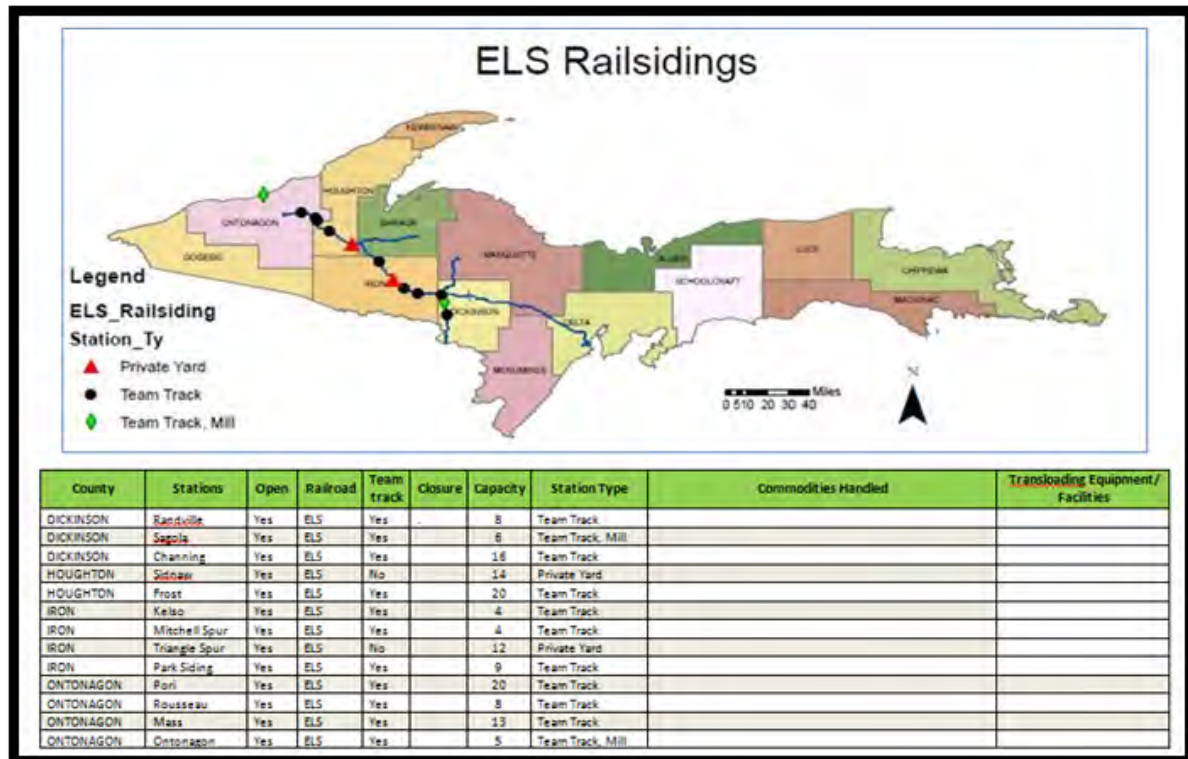 ELS Railsidings
KEWEENAW
HOUGHTON
ONTONAGON
BARAGA
GOGEBIC
MARQUETTE
ALGER
LUCE
CHIPPEWA
SCHOOLCRAFT
MACKINAC
IRON
DICKINSON
DELTA
MENOMINEE
Legend
ELS_Railsiding
Station_Ty
Private Yard
Team Track
Team Track, Mill
N
Miles
0 5 10 20 30 40
County Stations Open Railroad Team track Closure Capacity Station Type Commodities Handled Transloading Equipment/ Facilities
DICKINSON Randville Yes ELS Yes . 8 Team Track
DICKINSON Sagola Yes ELS Yes 6 Team Track, Mill
DICKINSON Channing Yes ELS Yes 16 Team Track
HOUGHTON Sidnaw Yes ELS No 14 Private Yard
HOUGHTON Frost Yes ELS Yes 20 Team Track
IRON Kelso Yes ELS Yes 4 Team Track
IRON Mitchell Spur Yes ELS Yes 4 Team Track
IRON Triangle Spur Yes ELS No 12 Private Yard
IRON Park Siding Yes ELS Yes 9 Team Track
ONTONAGON Pori Yes ELS Yes 20 Team Track
ONTONAGON Rousseau Yes ELS Yes 8 Team Track
ONTONAGON Mass Yes ELS Yes 13 Team Track
ONTONAGON Ontonagon Yes ELS Yes 5 Team Track, Mill